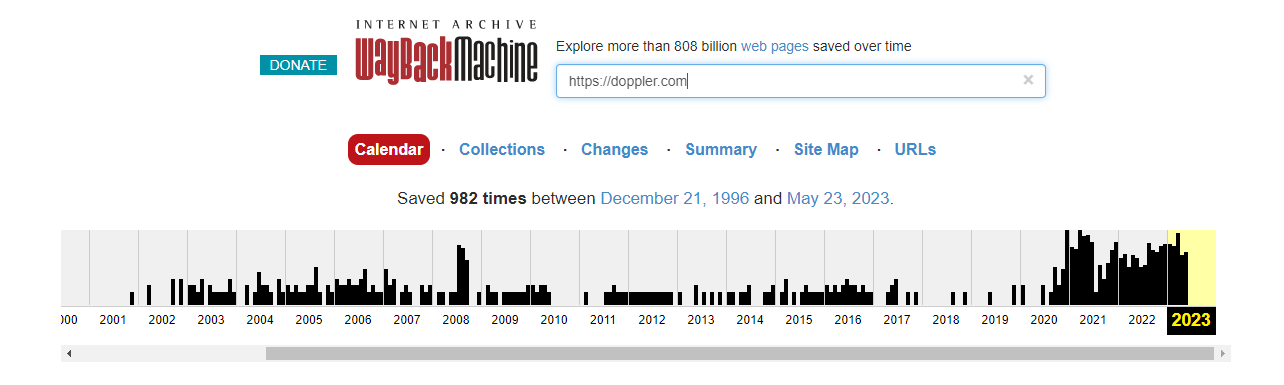 INTERNET ARCHIVE
DONATE
WayBackMachine
Explore more than 808 billion web pages saved over time
https://doppler.com ×
Calendar · Collections · Changes · Summary · Site Map · URLs
Saved 982 times between December 21, 1996 and May 23, 2023.
000 2001 2002 2003 2004 2005 2006 2007 2008 2009 2010 2011 2012 2013 2014 2015 2016 2017 2018 2019 2020 2021 2022 2023